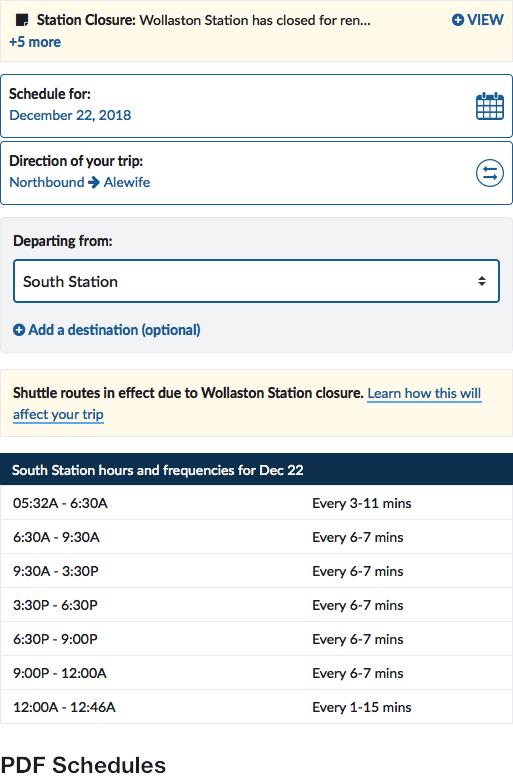 Station Closure: Wollaston Station has closed for ren...
VIEW
+5 more
Schedule for:
December 22, 2018
Direction of your trip:
Northbound → Alewife
Departing from:
South Station
Add a destination (optional)
Shuttle routes in effect due to Wollaston Station closure. Learn how this will
affect your trip
South Station hours and frequencies for Dec 22
05:32A - 6:30A Every 3-11 mins
6:30A - 9:30A Every 6-7 mins
9:30A - 3:30P Every 6-7 mins
3:30P - 6:30P Every 6-7 mins
6:30P - 9:00P Every 6-7 mins
9:00P - 12:00A Every 6-7 mins
12:00A - 12:46A Every 1-15 mins
PDF Schedules